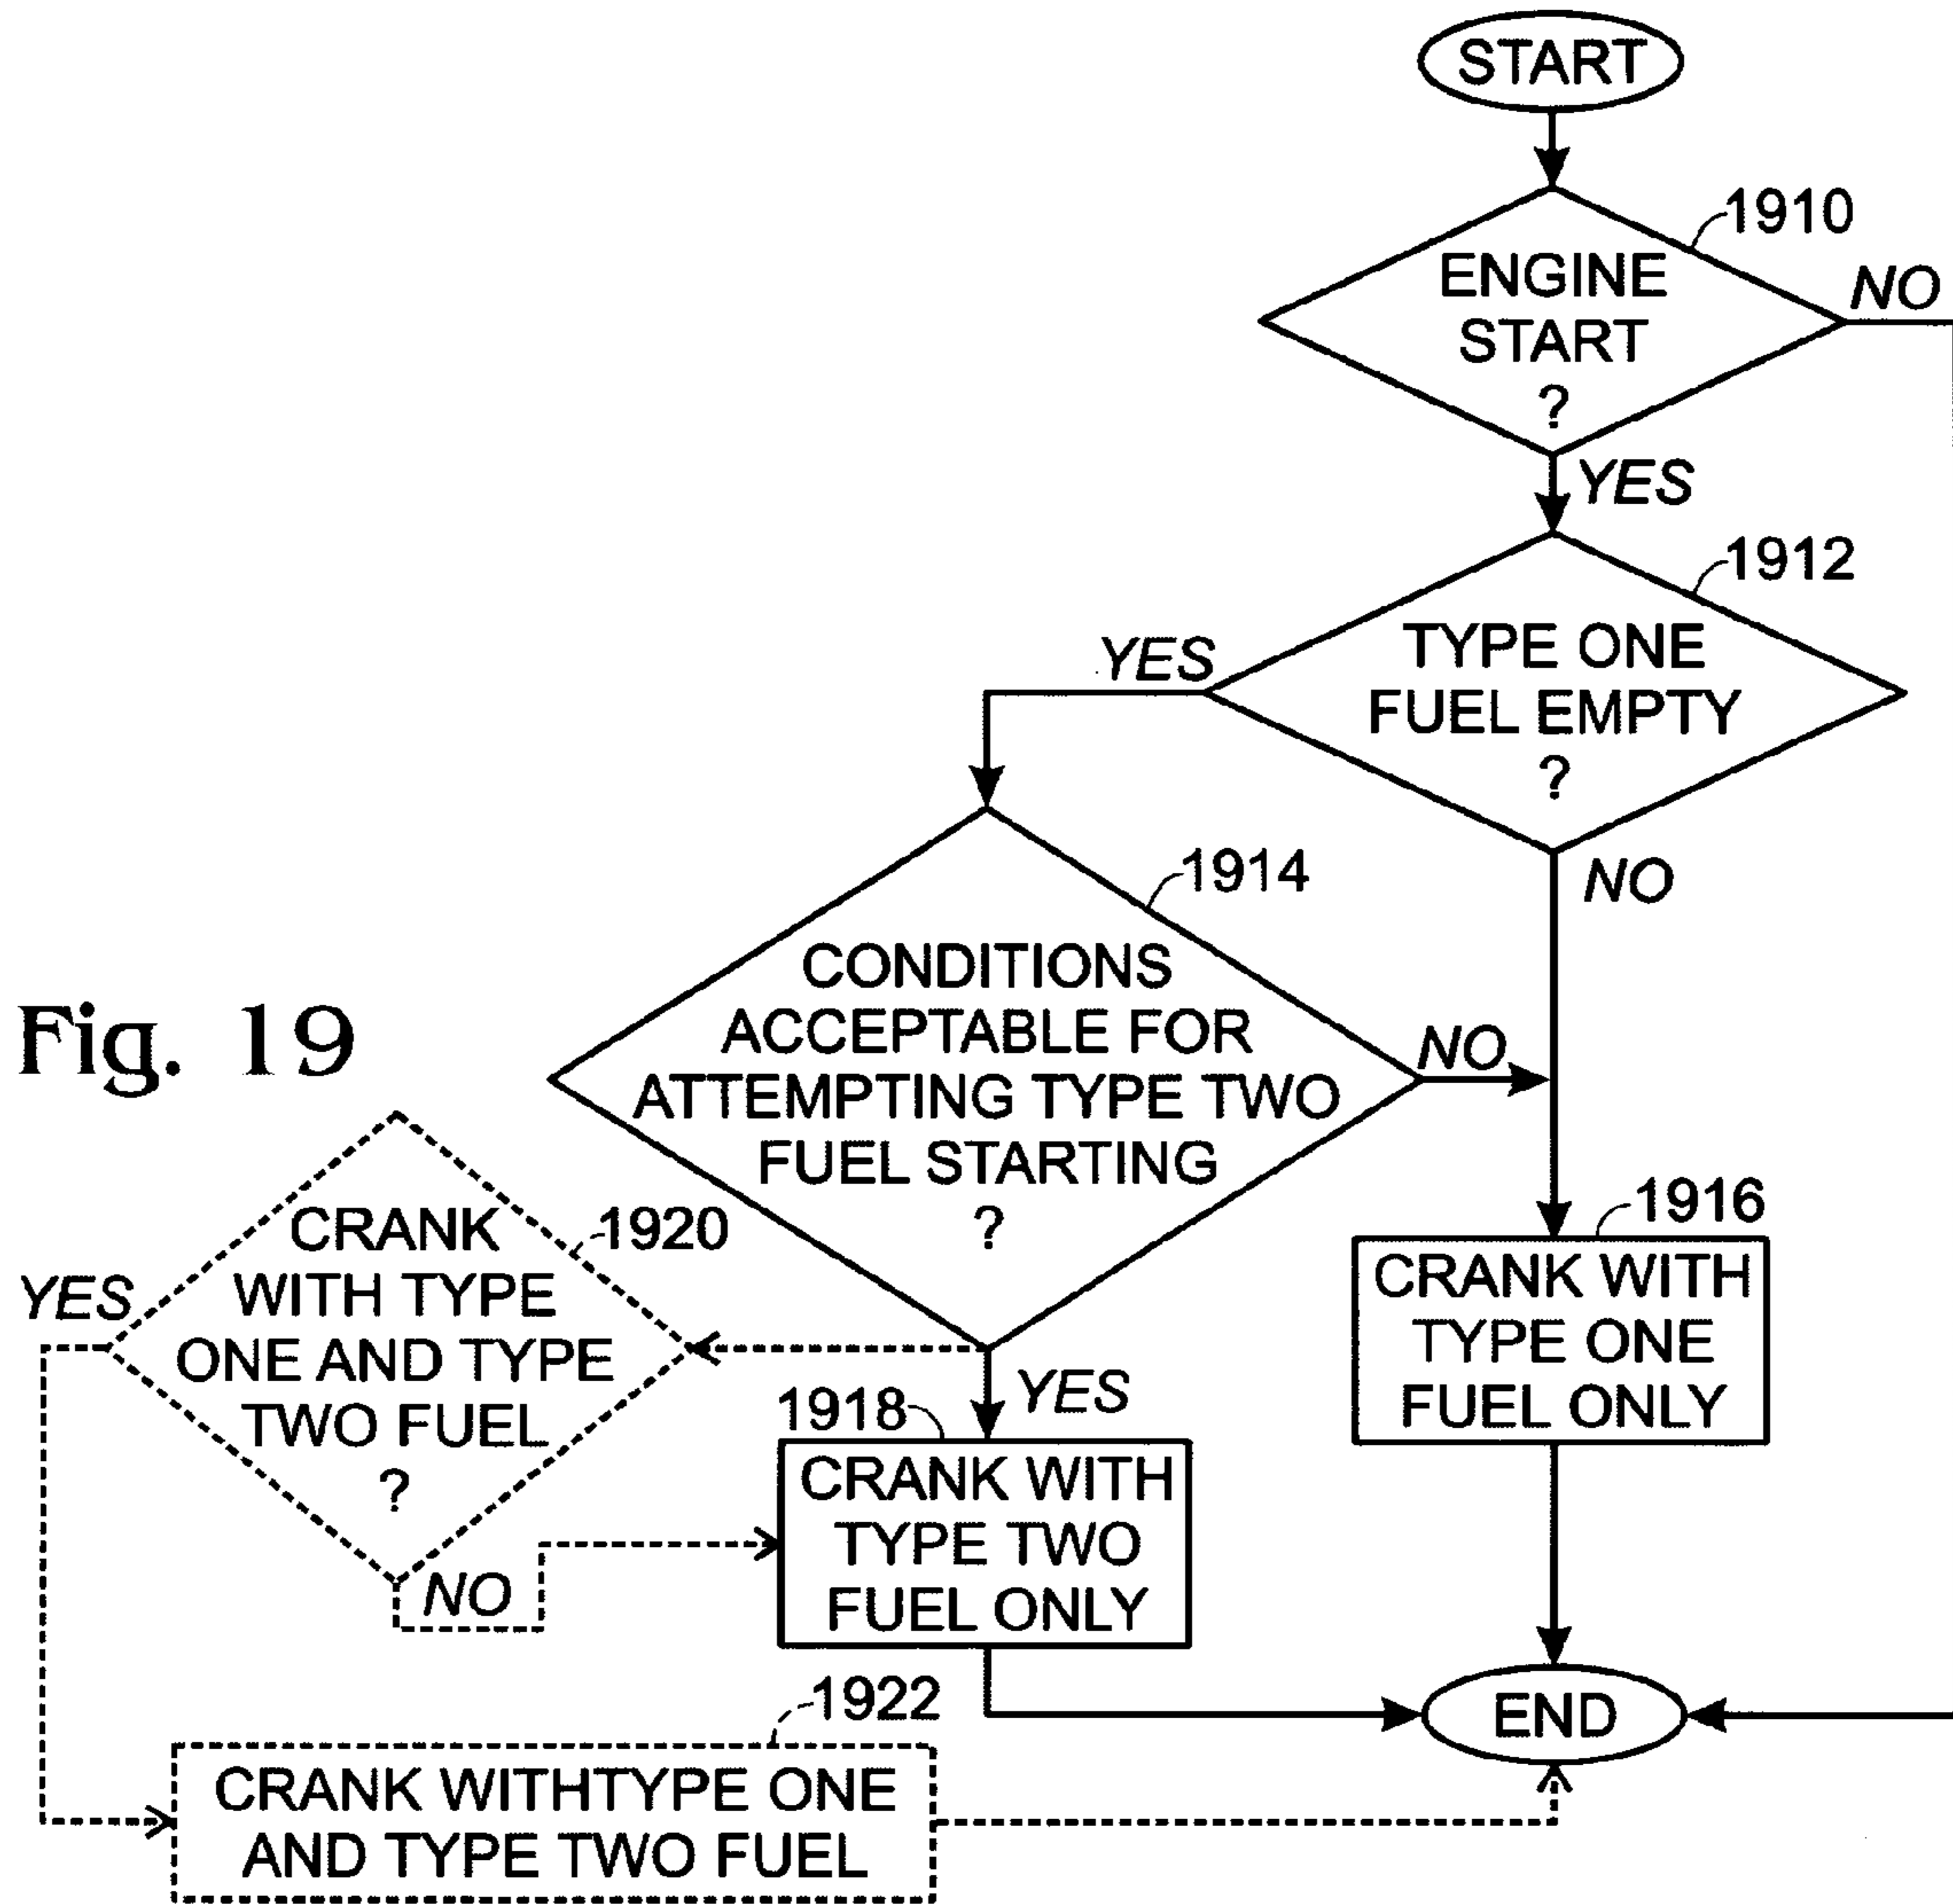 START
1910
ENGINE
START
?
NO
YES
1912
TYPE ONE
FUEL EMPTY
?
YES
NO
1914
CONDITIONS
ACCEPTABLE FOR
ATTEMPTING TYPE TWO
FUEL STARTING
?
NO
YES
Fig. 19
1920
CRANK
WITH TYPE
ONE AND TYPE
TWO FUEL
?
YES
NO
1916
CRANK WITH
TYPE ONE
FUEL ONLY
1918
CRANK WITH
TYPE TWO
FUEL ONLY
1922
CRANK WITHTYPE ONE
AND TYPE TWO FUEL
END